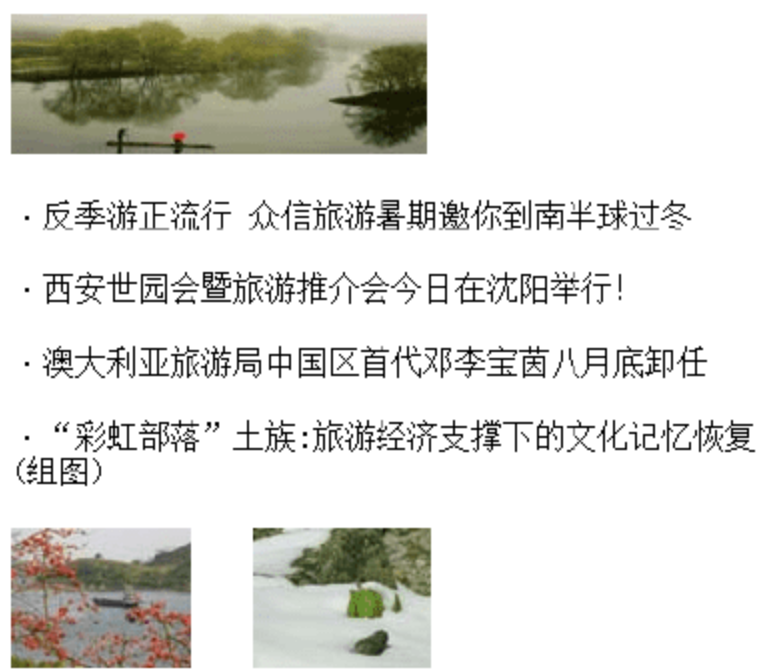 · 反季游正流行 众信旅游暑期邀你到南半球过冬
· 西安世园会暨旅游推介会今日在沈阳举行!
· 澳大利亚旅游局中国区首代邓李宝茵八月底卸任
· “彩虹部落”土族:旅游经济支撑下的文化记忆恢复
(组图)